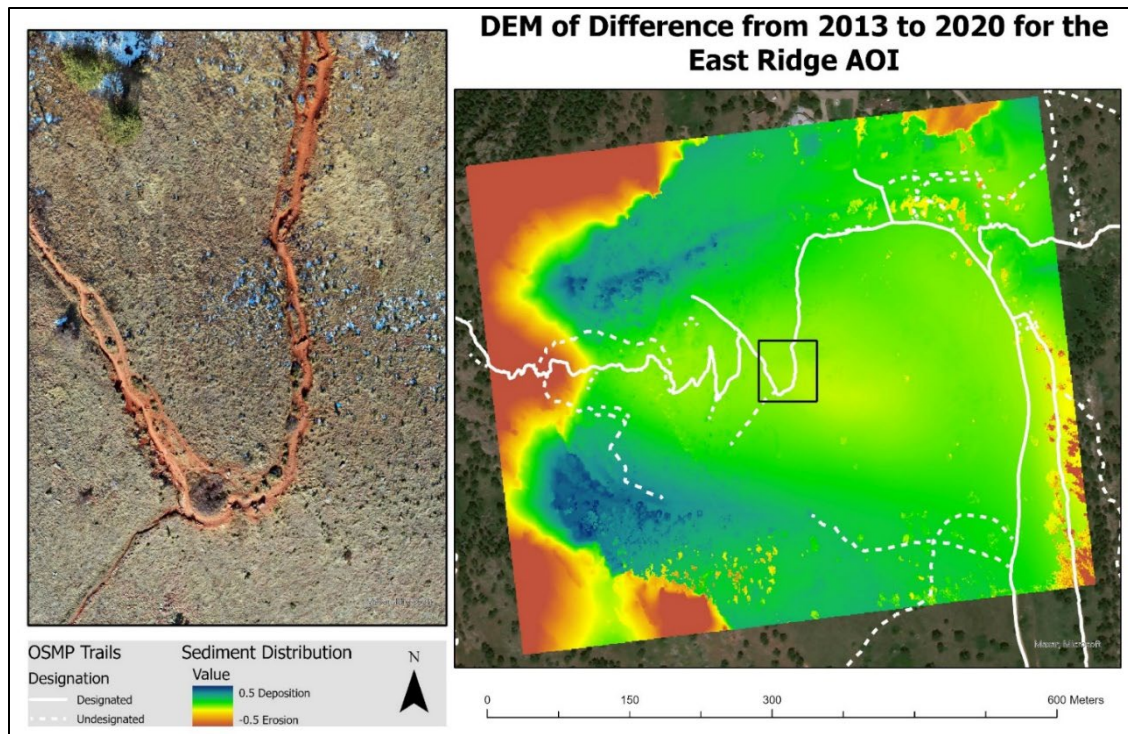 DEM of Difference from 2013 to 2020 for the
East Ridge AOI
Maxar, Microsoft
OSMP Trails
Designation
Designated
Undesignated
Sediment Distribution
Value
0.5 Deposition
-0.5 Erosion
N
0 150 300 600 Meters